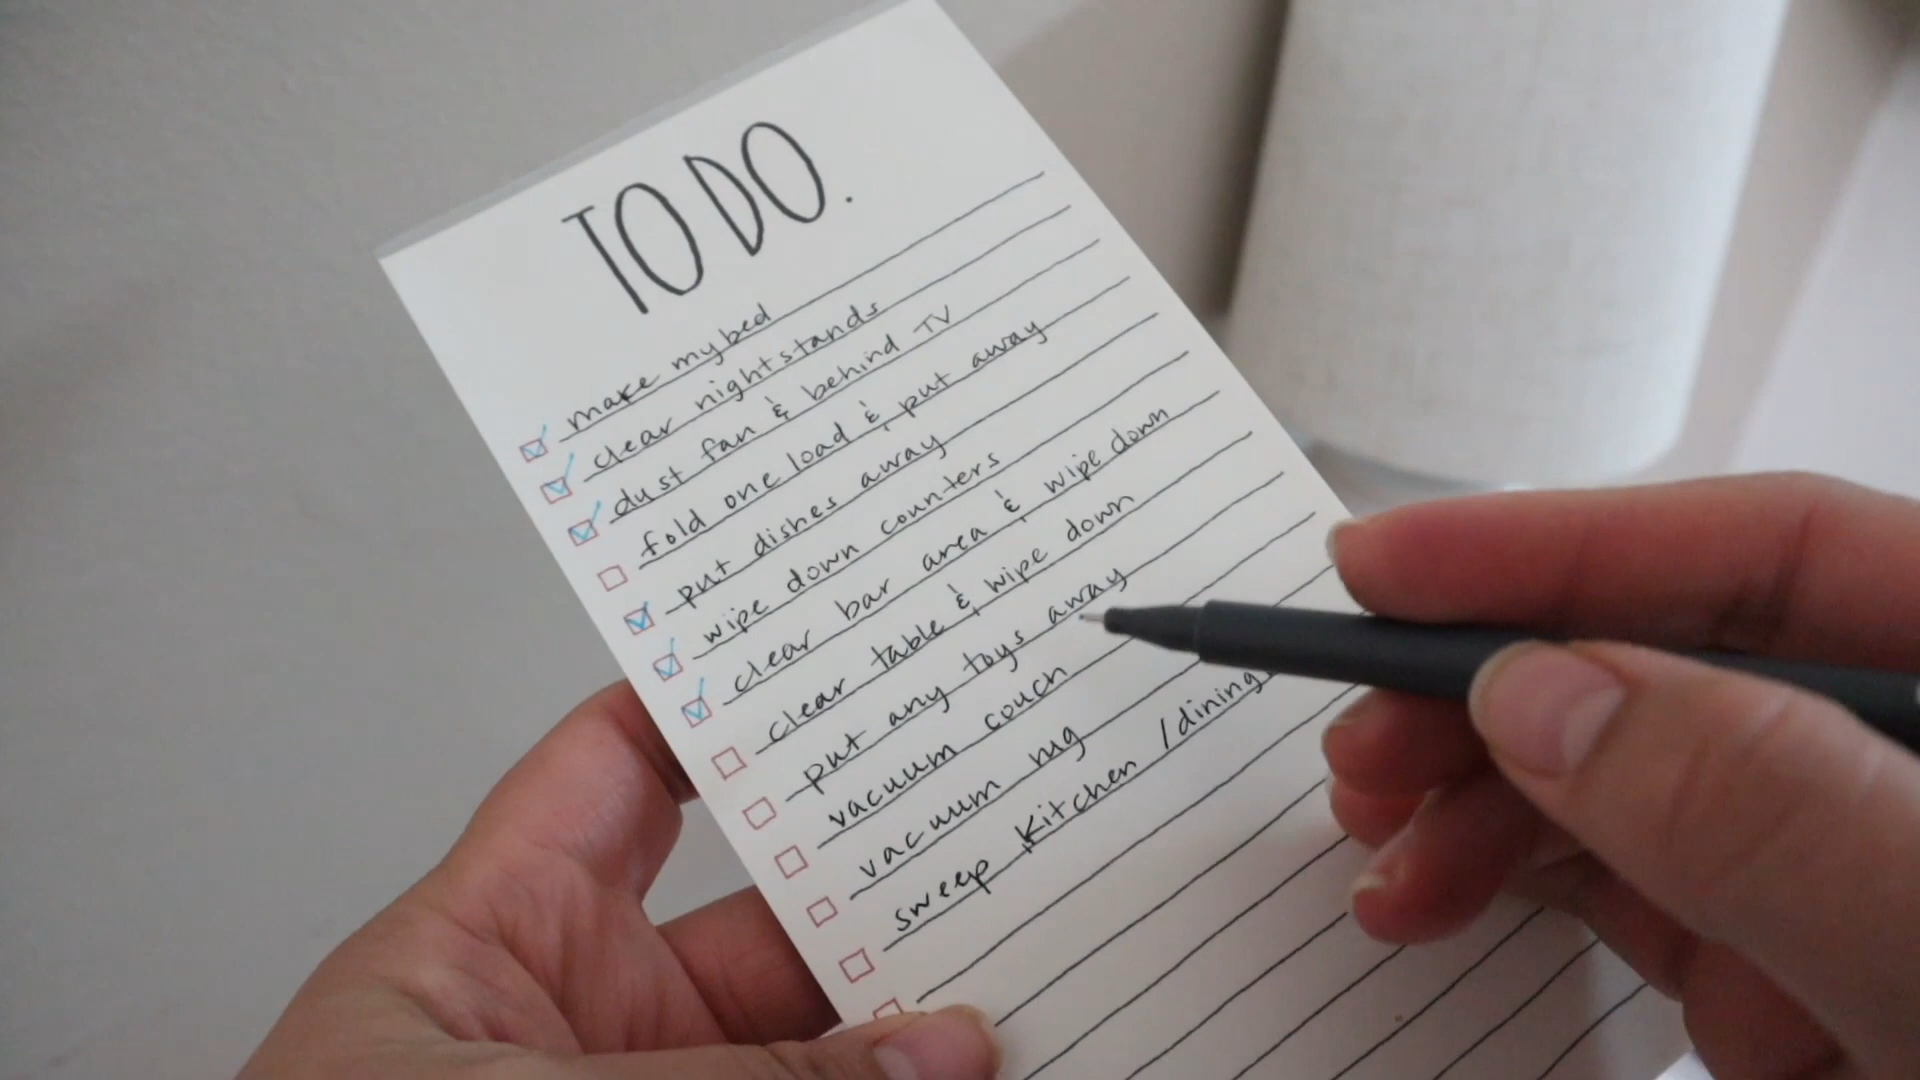 TO DO.
make my bed
clear nightstands
dust fan & behind TV
fold one load & put away
put dishes away
wipe down counters
clear bar area & wipe down
clear table & wipe down
put any toys away
vacuum couch
vacuum rug
sweep kitchen /dining